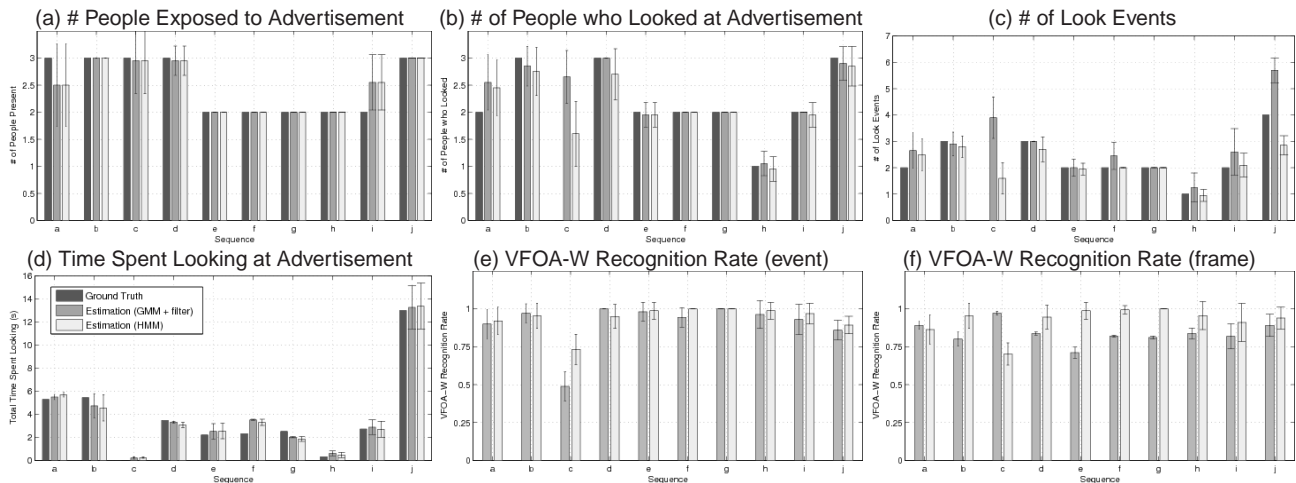 (a) # People Exposed to Advertisement
# of People Present
3
2.5
2
1.5
1
0.5
0
a b c d e f g h i j
Sequence
(b) # of People who Looked at Advertisement
# of People who Looked
3
2.5
2
1.5
1
0.5
0
a b c d e f g h i j
Sequence
(c) # of Look Events
# of Look Events
7
6
5
4
3
2
1
0
a b c d e f g h i j
Sequence
(d) Time Spent Looking at Advertisement
Total Time Spent Looking (s)
16
14
12
10
8
6
4
2
0
Ground Truth
Estimation (GMM + filter)
Estimation (HMM)
a b c d e f g h i j
Sequence
(e) VFOA-W Recognition Rate (event)
VFOA-W Recognition Rate
1
0.75
0.5
0.25
0
a b c d e f g h i j
Sequence
(f) VFOA-W Recognition Rate (frame)
VFOA-W Recognition Rate
1
0.75
0.5
0.25
0
a b c d e f g h i j
Sequence